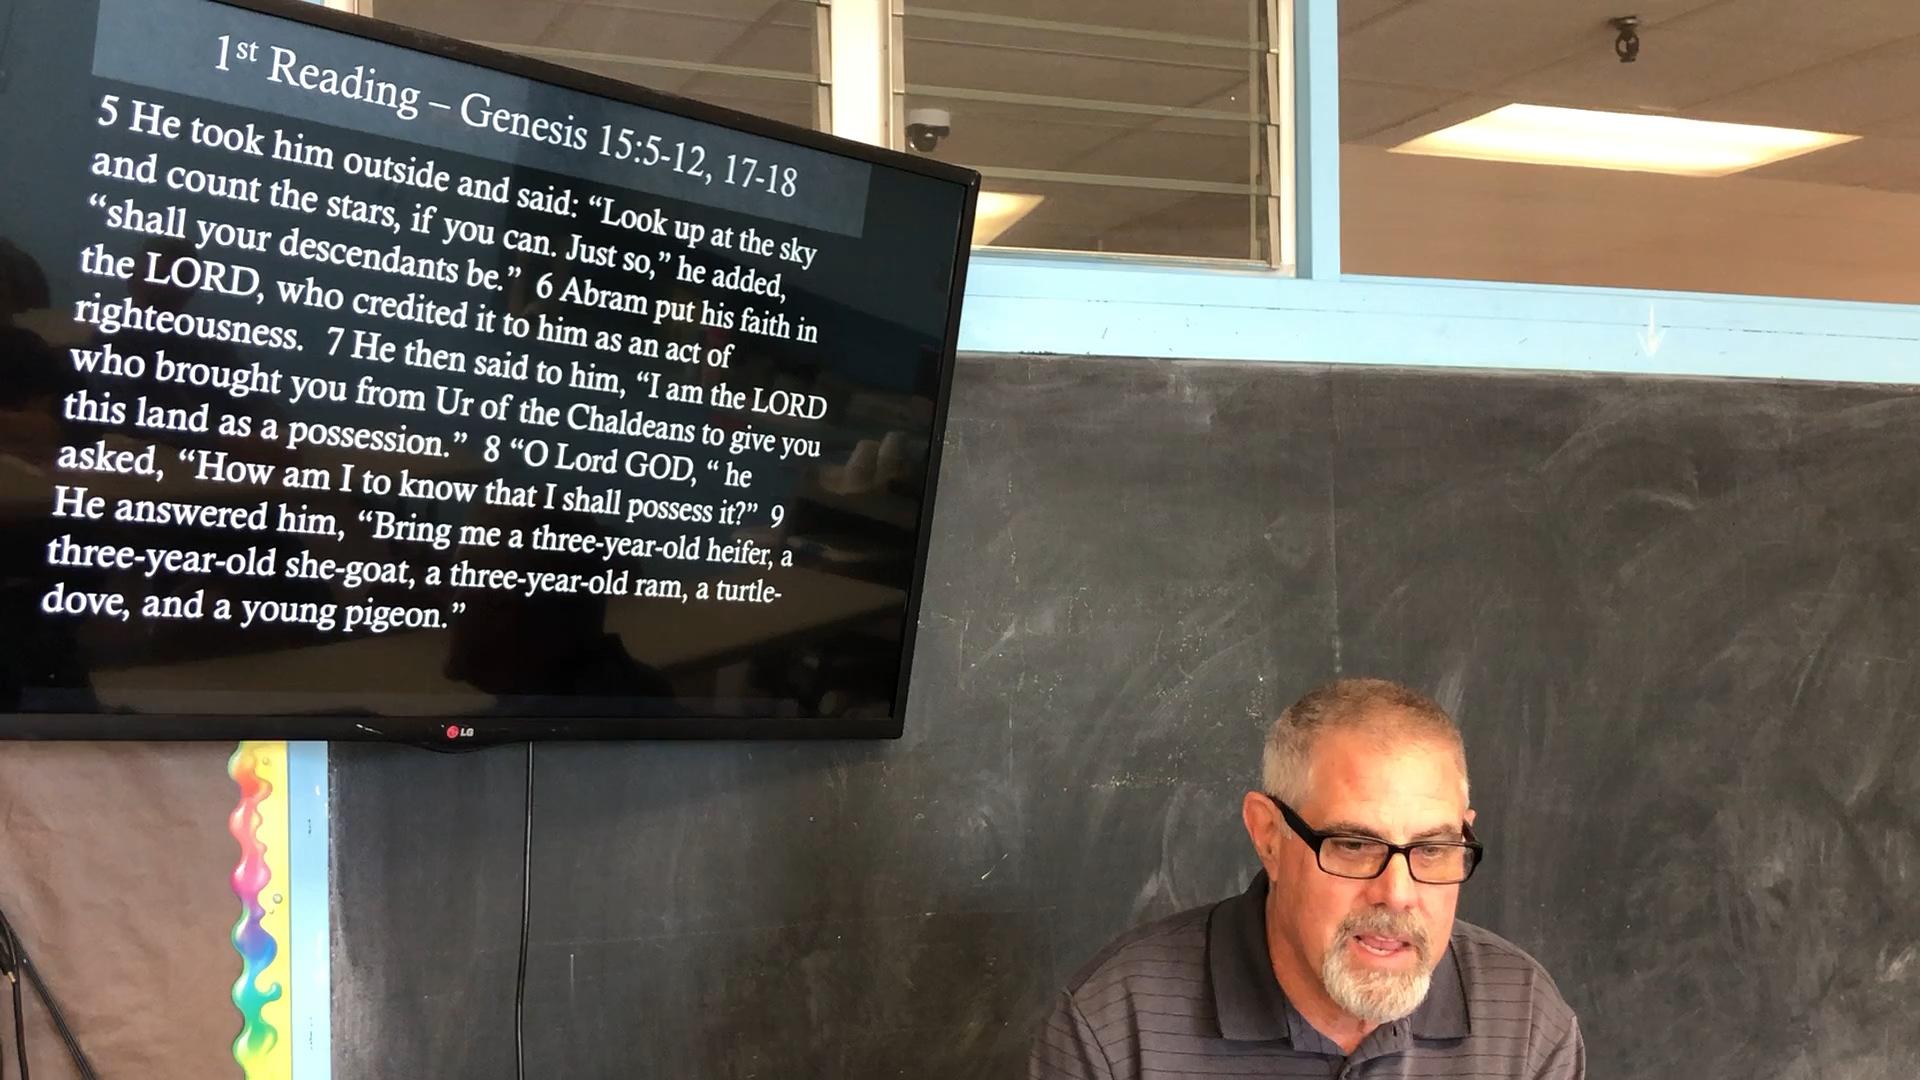 1st Reading – Genesis 15:5-12, 17-18
5 He took him outside and said: “Look up at the sky
and count the stars, if you can. Just so,” he added,
“shall your descendants be.” 6 Abram put his faith in
the LORD, who credited it to him as an act of
righteousness. 7 He then said to him, “I am the LORD
who brought you from Ur of the Chaldeans to give you
this land as a possession.” 8 “O Lord GOD, “ he
asked, “How am I to know that I shall possess it?” 9
He answered him, “Bring me a three-year-old heifer, a
three-year-old she-goat, a three-year-old ram, a turtle-
dove, and a young pigeon.”
LG